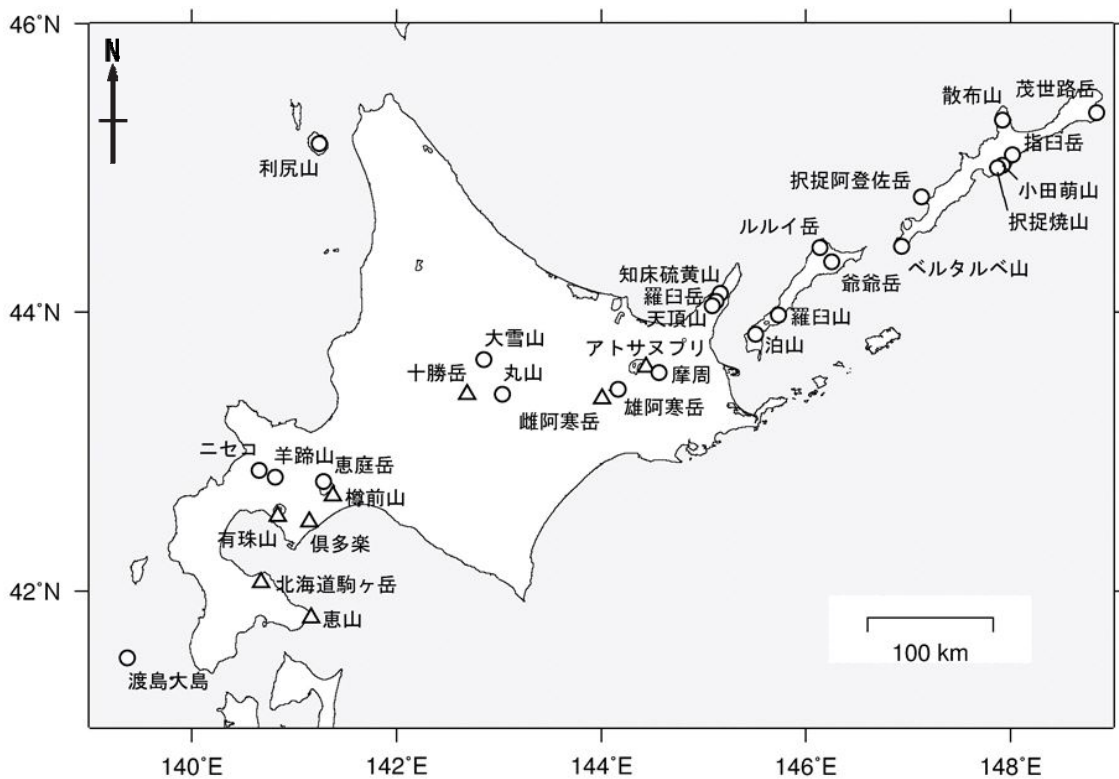 46°N
N
茂世路岳
散布山
指臼岳
利尻山
択捉阿登佐岳
小田萌山
択捉焼山
ルルイ岳
ベルタルベ山
爺爺岳
知床硫黄山
羅臼岳
天頂山
44°N
羅臼山
泊山
大雪山
アトサヌプリ
十勝岳
丸山
摩周
雌阿寒岳
雄阿寒岳
ニセコ
羊蹄山
恵庭岳
樽前山
有珠山
倶多楽
42°N
北海道駒ヶ岳
恵山
100 km
渡島大島
140°E
142°E
144°E
146°E
148°E